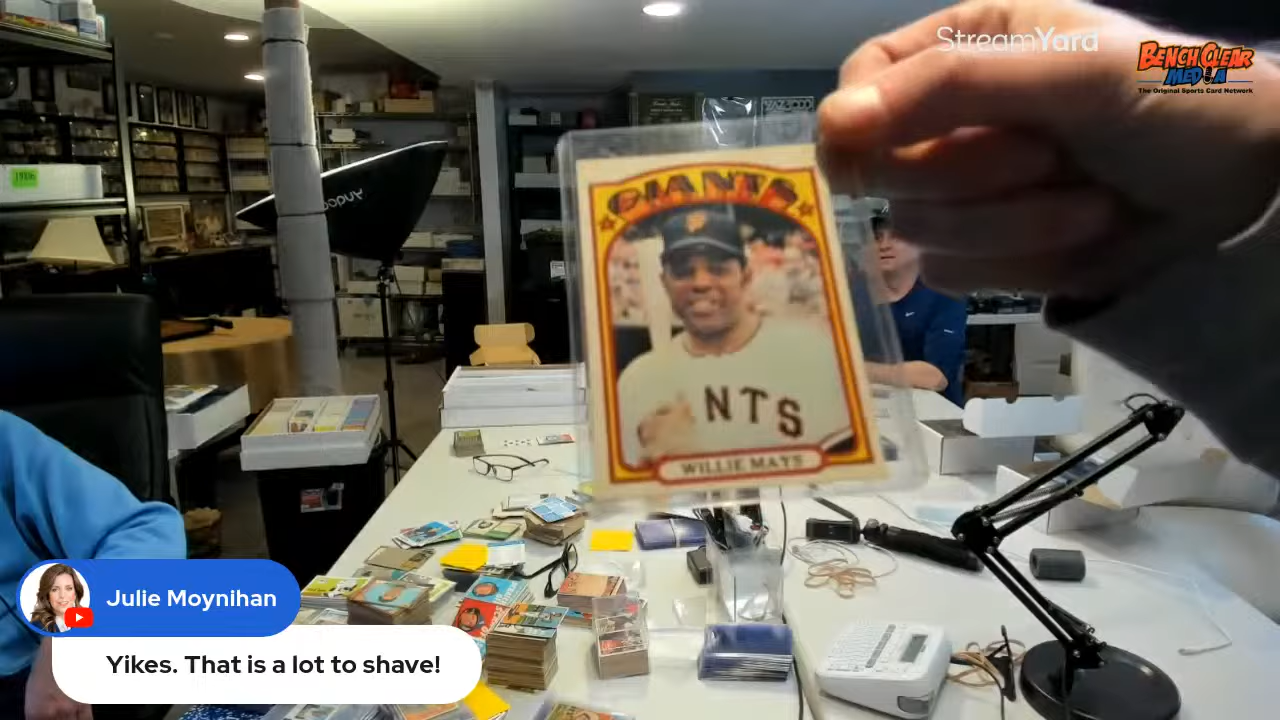 StreamYard
BENCH CLEAR
MEDIA
The Original Sports Card Network
1980s
GIANTS
NTS
WILLIE MAYS
Julie Moynihan
Yikes. That is a lot to shave!